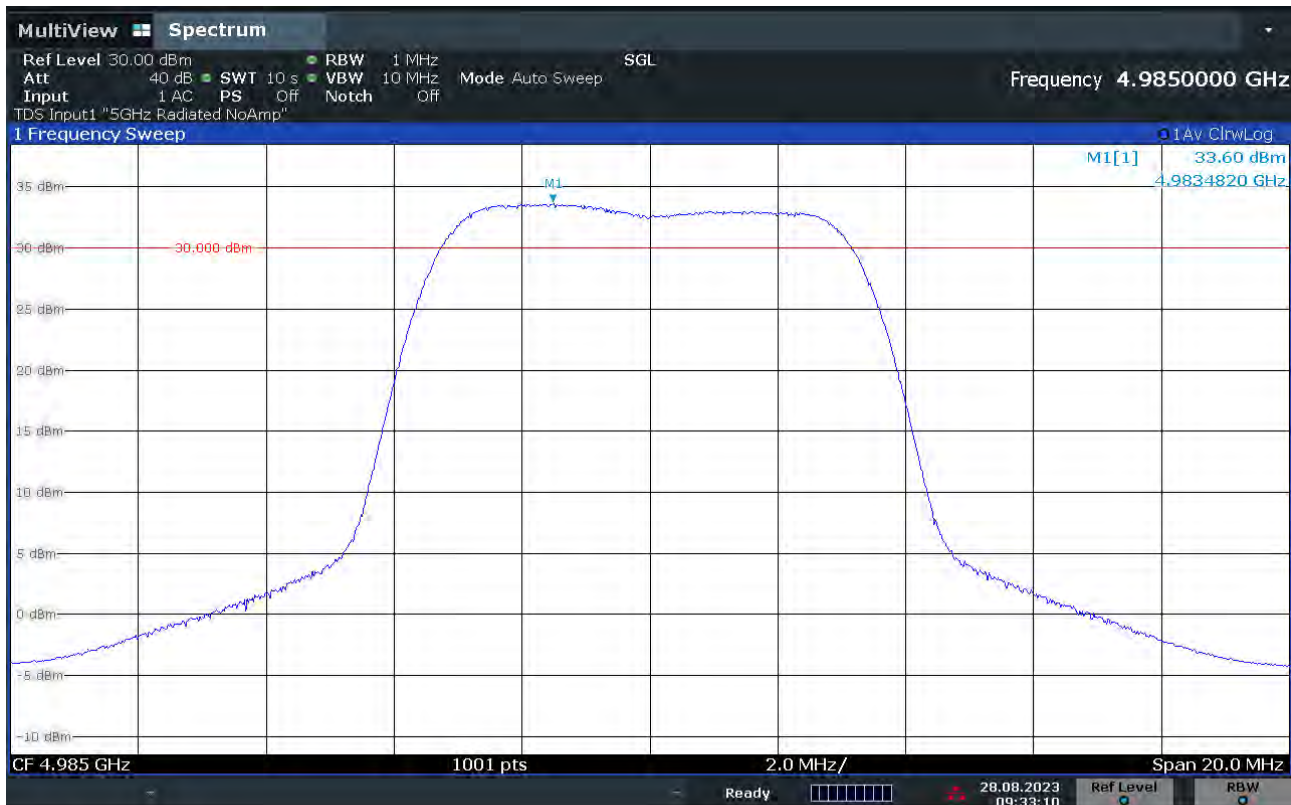 MultiView Spectrum
Ref Level 30.00 dBm RBW 1 MHz SGL
Att 40 dB SWT 10 s VBW 10 MHz Mode Auto Sweep Frequency 4.9850000 GHz
Input 1 AC PS Off Notch Off
TDS Input1 "5GHz Radiated NoAmp"
1 Frequency Sweep 1Av ClrwLog
M1[1] 33.60 dBm
4.9834820 GHz
35 dBm
M1
30 dBm 30.000 dBm
25 dBm
20 dBm
15 dBm
10 dBm
5 dBm
0 dBm
-5 dBm
-10 dBm
CF 4.985 GHz 1001 pts 2.0 MHz/ Span 20.0 MHz
Ready 28.08.2023 Ref Level RBW
09:33:10